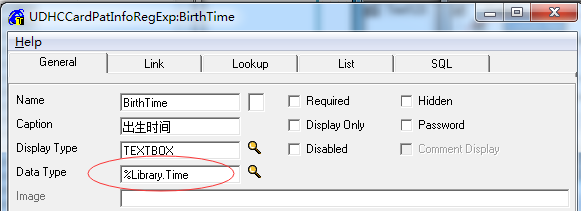 UDHCCardPatInfoRegExp:BirthTime
Help
General Link Lookup List SQL
Name BirthTime Required Hidden
Caption 出生时间 Display Only Password
Display Type TEXTBOX Disabled Comment Display
Data Type %Library.Time
Image